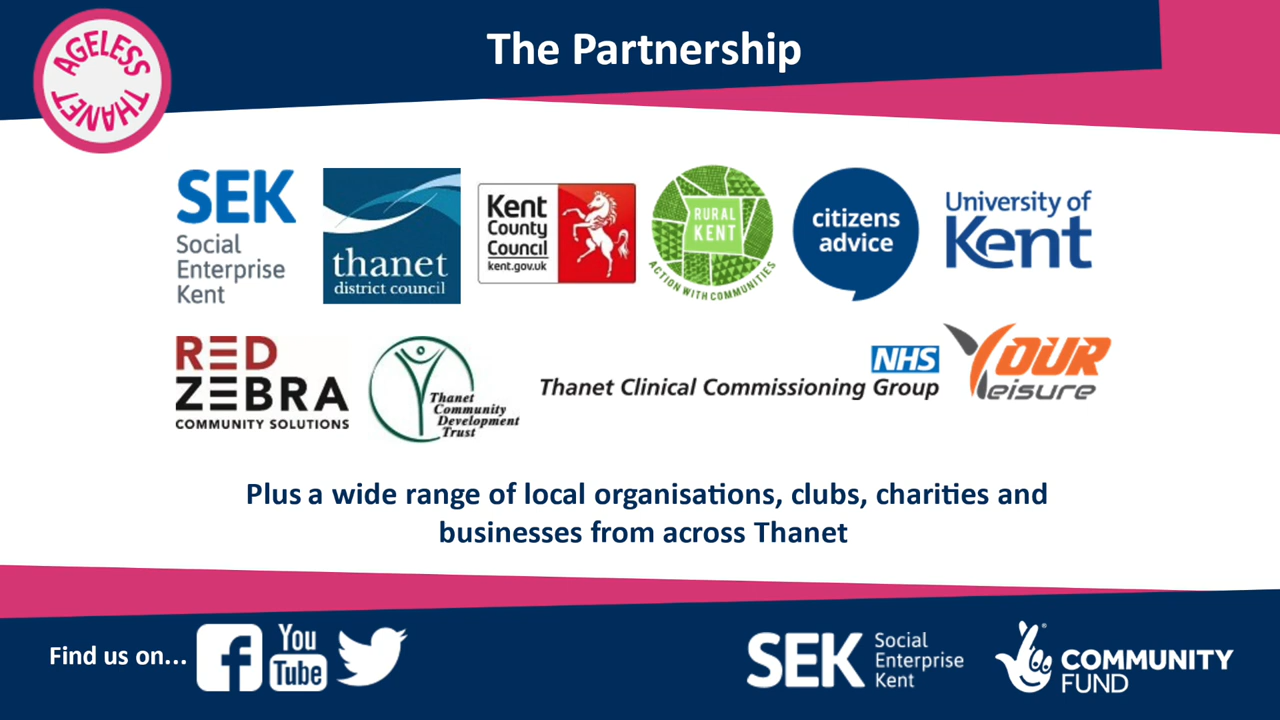 AGELESS
THANET
The Partnership
SEK
Social
Enterprise
Kent
thanet
district council
Kent
County
Council
kent.gov.uk
RURAL
KENT
ACTION WITH COMMUNITIES
citizens
advice
University of
Kent
RED
ZEBRA
COMMUNITY SOLUTIONS
Thanet
Community
Development
Trust
NHS
Thanet Clinical Commissioning Group
YOUR
Leisure
Plus a wide range of local organisations, clubs, charities and
businesses from across Thanet
Find us on...
f
You
Tube
SEK
Social
Enterprise
Kent
COMMUNITY
FUND